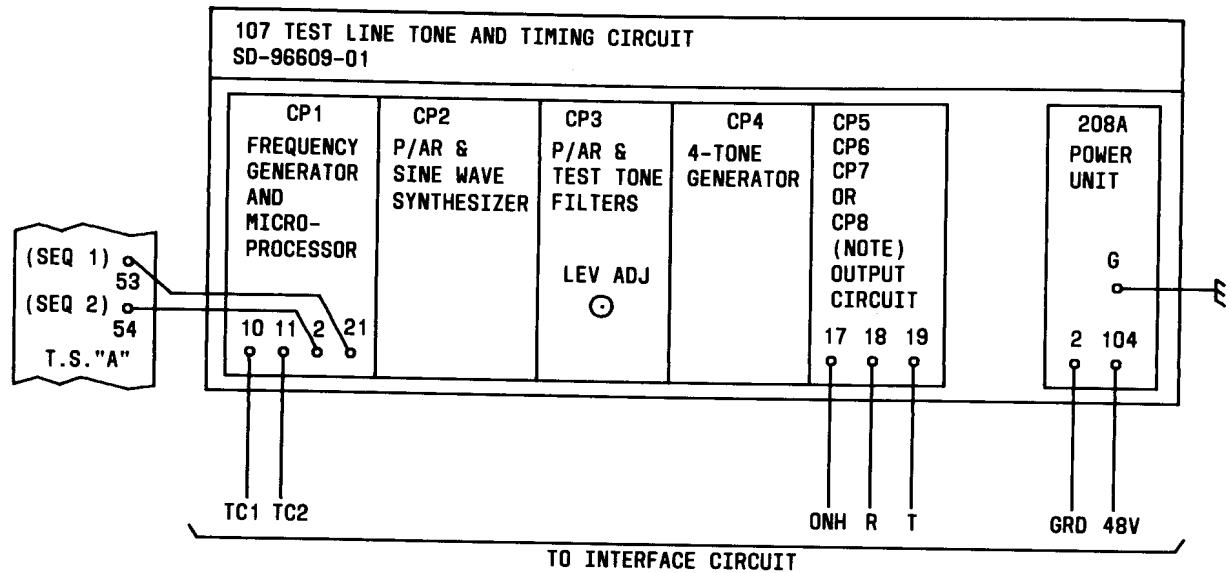 107 TEST LINE TONE AND TIMING CIRCUIT
SD-96609-01
CP1
FREQUENCY
GENERATOR
AND
MICRO-
PROCESSOR
10 11 2 21
CP2
P/AR &
SINE WAVE
SYNTHESIZER
CP3
P/AR &
TEST TONE
FILTERS
LEV ADJ
CP4
4-TONE
GENERATOR
CP5
CP6
CP7
OR
CP8
(NOTE)
OUTPUT
CIRCUIT
17 18 19
208A
POWER
UNIT
G
2 104
(SEQ 1)
53
(SEQ 2)
54
T.S."A"
TC1 TC2
ONH R T
GRD 48V
TO INTERFACE CIRCUIT